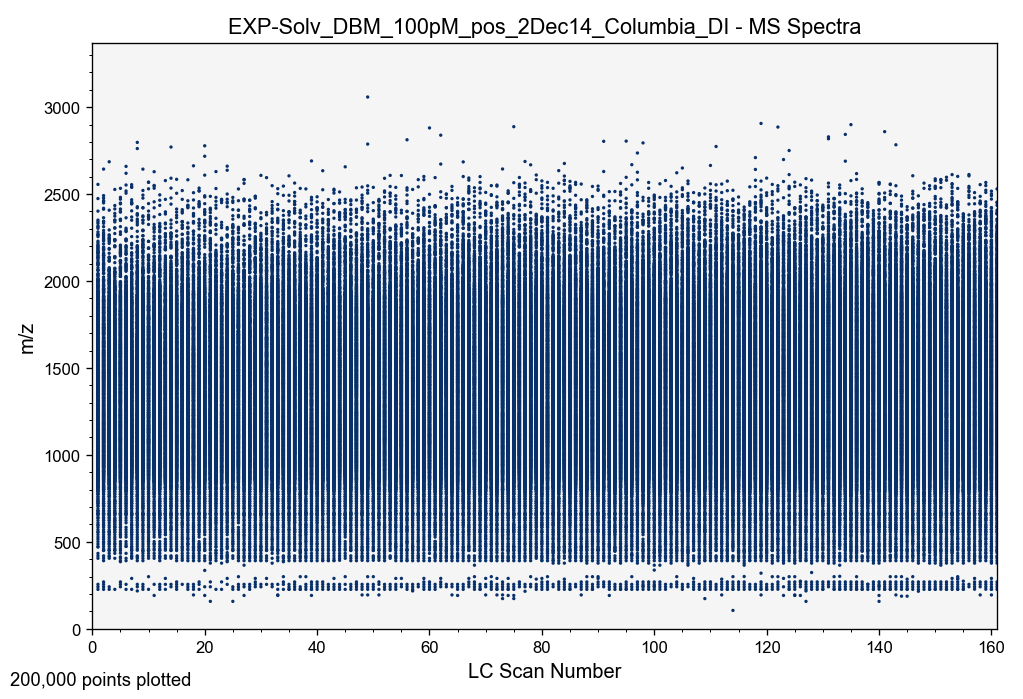 EXP-Solv_DBM_100pM_pos_2Dec14_Columbia_DI - MS Spectra
3000
2500
2000
1500
1000
500
0
m/z
0 20 40 60 80 100 120 140 160
LC Scan Number
200,000 points plotted